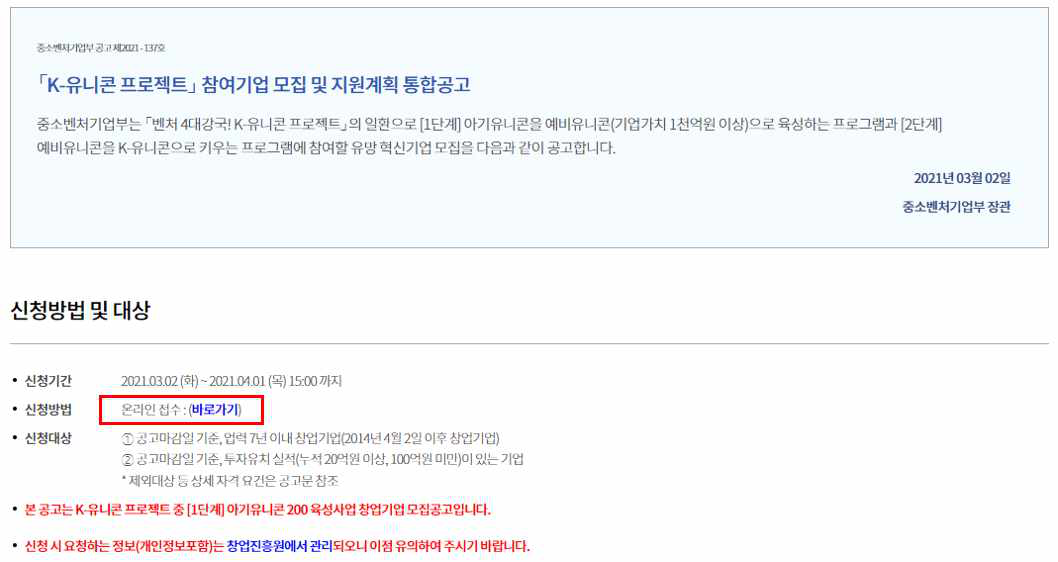 중소벤처기업부 공고 제2021 - 137호
「K-유니콘 프로젝트」 참여기업 모집 및 지원계획 통합공고
중소벤처기업부는 「벤처 4대강국! K-유니콘 프로젝트」의 일환으로 [1단계] 아기유니콘을 예비유니콘(기업가치 1천억원 이상)으로 육성하는 프로그램과 [2단계]
예비유니콘을 K-유니콘으로 키우는 프로그램에 참여할 유망 혁신기업 모집을 다음과 같이 공고합니다.
2021년 03월 02일
중소벤처기업부 장관
신청방법 및 대상
• 신청기간 2021.03.02 (화) ~ 2021.04.01 (목) 15:00 까지
• 신청방법 온라인 접수 : (바로가기)
• 신청대상 ① 공고마감일 기준, 업력 7년 이내 창업기업(2014년 4월 2일 이후 창업기업)
② 공고마감일 기준, 투자유치 실적(누적 20억원 이상, 100억원 미만)이 있는 기업
* 제외대상 등 상세 자격 요건은 공고문 참조
• 본 공고는 K-유니콘 프로젝트 중 [1단계] 아기유니콘 200 육성사업 창업기업 모집공고입니다.
• 신청 시 요청하는 정보(개인정보포함)는 창업진흥원에서 관리되오니 이점 유의하여 주시기 바랍니다.